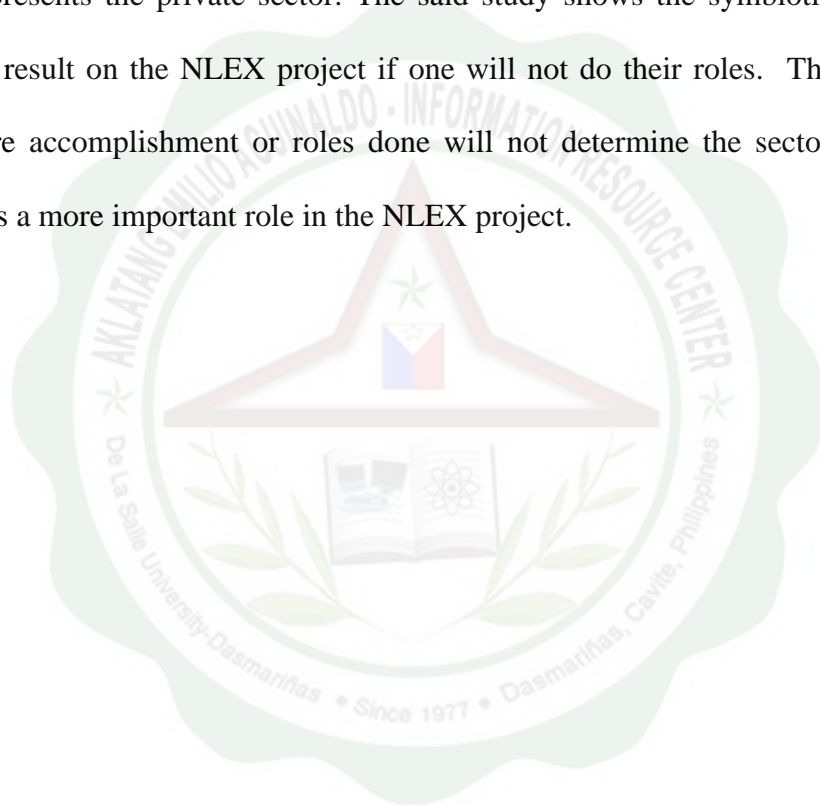 presents the private sector. The said study shows the symbioti
result on the NLEX project if one will not do their roles. Th
re accomplishment or roles done will not determine the secto
s a more important role in the NLEX project.
AKLATANG EMILIO AGUINALDO - INFORMATION RESOURCE CENTER
De La Salle University-Dasmariñas • Since 1977 • Dasmariñas, Cavite, Philippines